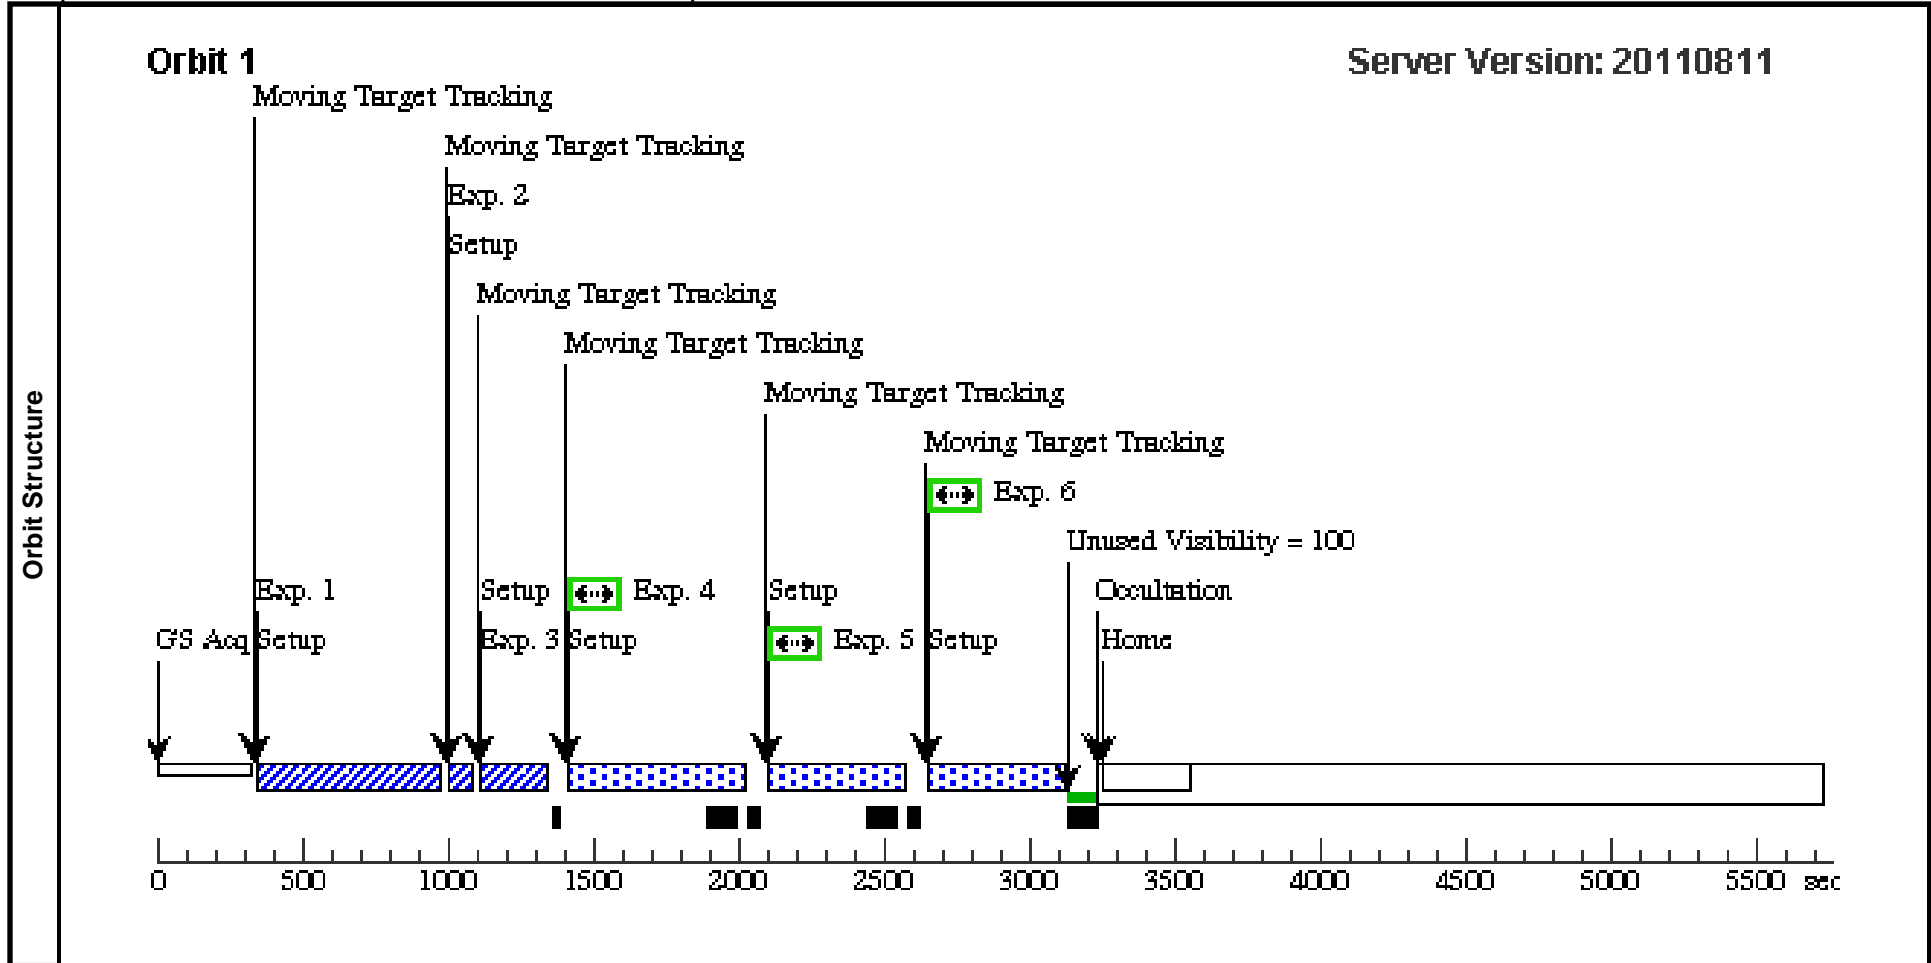 Orbit 1
Server Version: 20110811
Moving Target Tracking
Moving Target Tracking
Exp. 2
Setup
Moving Target Tracking
Moving Target Tracking
Moving Target Tracking
Moving Target Tracking
Exp. 6
Unused Visibility = 100
Exp. 1
Setup
Exp. 4
Setup
Occultation
GS Acq
Setup
Exp. 3
Setup
Exp. 5
Setup
Home
0 500 1000 1500 2000 2500 3000 3500 4000 4500 5000 5500 sec
Orbit Structure